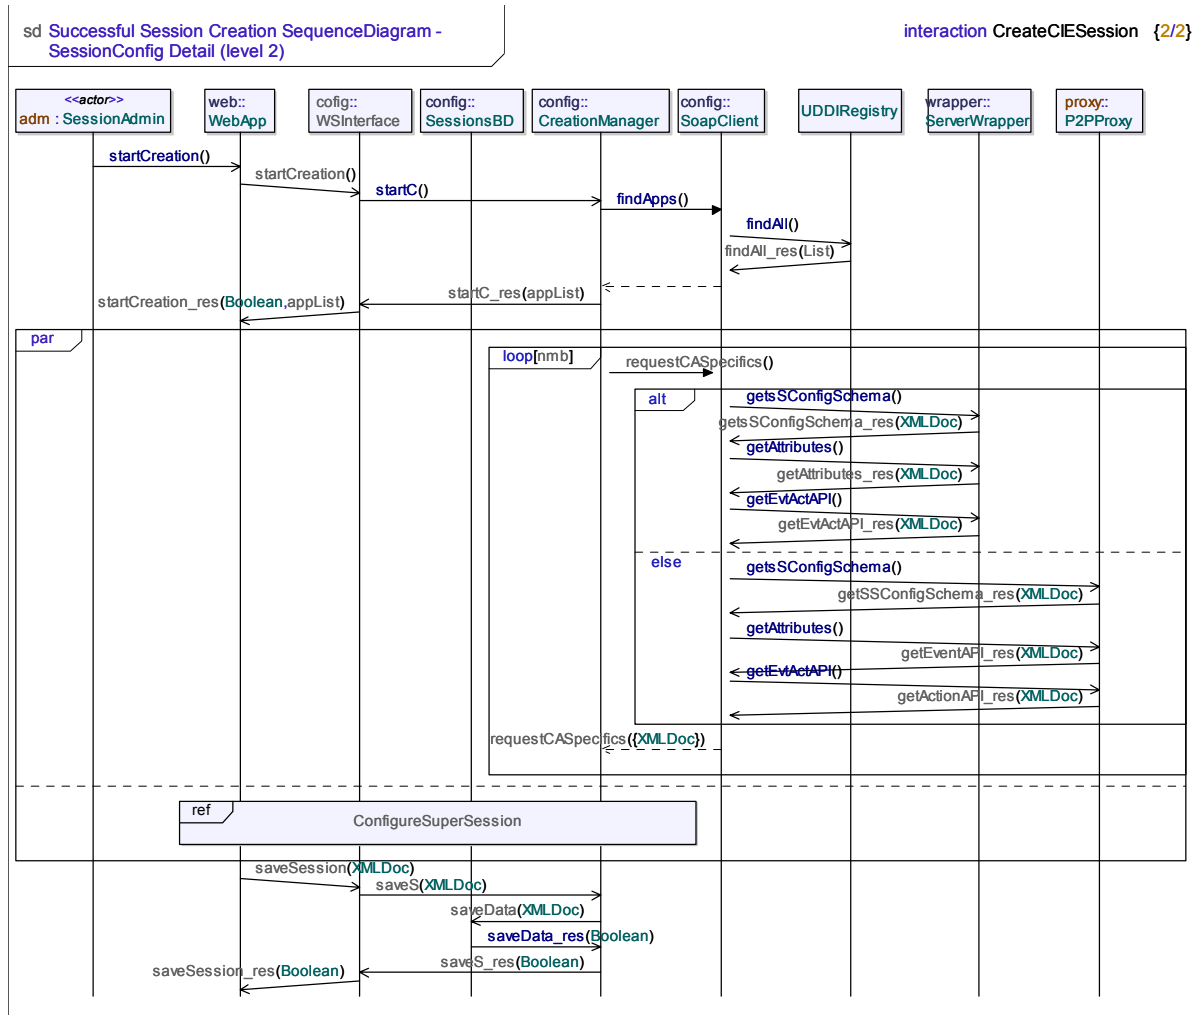 sd Successful Session Creation SequenceDiagram -
SessionConfig Detail (level 2)
interaction CreateCIESession {2/2}
<<actor>>
adm : SessionAdmin
web::
WebApp
cofig::
WSInterface
config::
SessionsBD
config::
CreationManager
config::
SoapClient
UDDIRegistry
wrapper::
ServerWrapper
proxy::
P2PProxy
startCreation()
startCreation()
startC()
findApps()
findAll()
findAll_res(List)
startC_res(appList)
startCreation_res(Boolean,appList)
par
loop[nmb]
requestCASpecifics()
alt
getsSConfigSchema()
getsSConfigSchema_res(XMLDoc)
getAttributes()
getAttributes_res(XMLDoc)
getEvtActAPI()
getEvtActAPI_res(XMLDoc)
else
getsSConfigSchema()
getSSConfigSchema_res(XMLDoc)
getAttributes()
getEventAPI_res(XMLDoc)
getEvtActAPI()
getActionAPI_res(XMLDoc)
requestCASpecifics({XMLDoc})
ref
ConfigureSuperSession
saveSession(XMLDoc)
saveS(XMLDoc)
saveData(XMLDoc)
saveData_res(Boolean)
saveS_res(Boolean)
saveSession_res(Boolean)